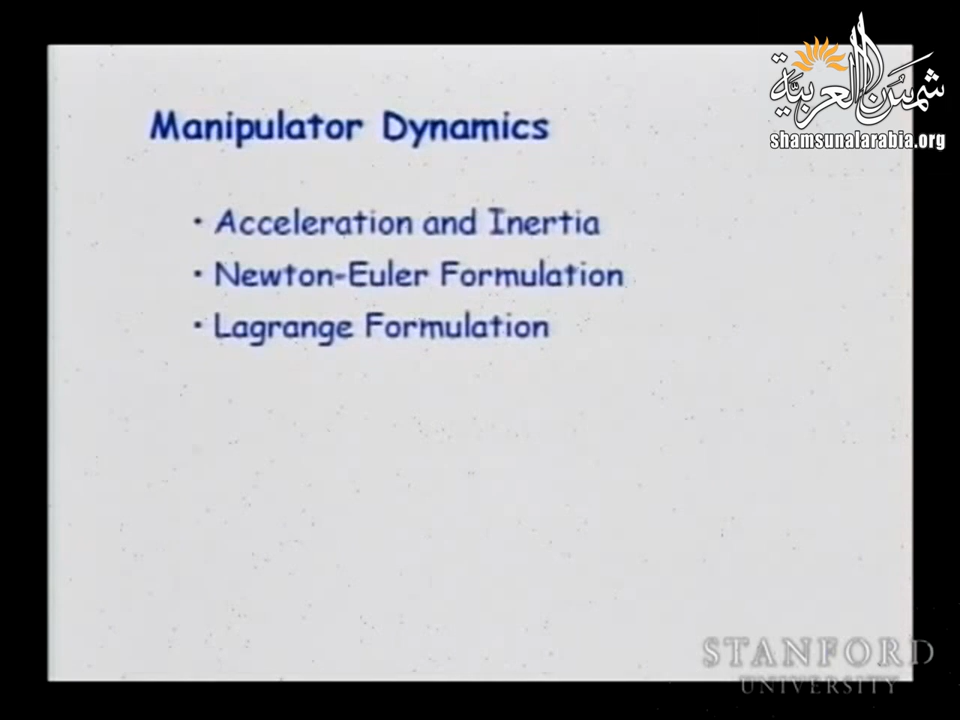 شمسُ العربية
shamsunalarabia.org
Manipulator Dynamics
• Acceleration and Inertia
• Newton-Euler Formulation
• Lagrange Formulation
STANFORD
UNIVERSITY